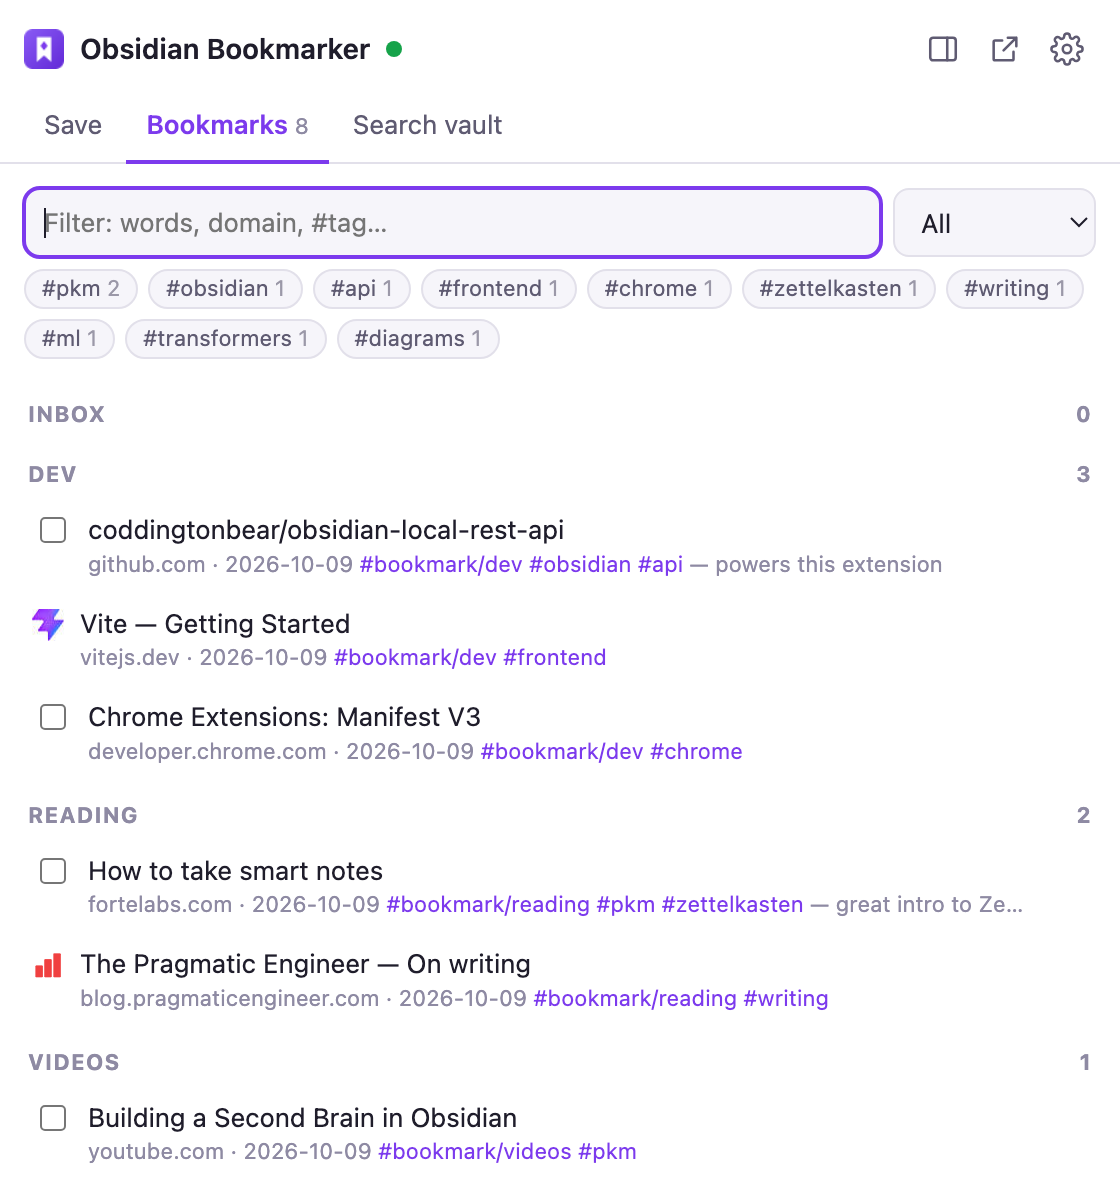 Obsidian Bookmarker
Save Bookmarks 8 Search vault
Filter: words, domain, #tag... All
#pkm 2 #obsidian 1 #api 1 #frontend 1 #chrome 1 #zettelkasten 1 #writing 1
#ml 1 #transformers 1 #diagrams 1
INBOX 0
DEV 3
coddingtonbear/obsidian-local-rest-api
github.com · 2026-10-09 #bookmark/dev #obsidian #api — powers this extension
Vite — Getting Started
vitejs.dev · 2026-10-09 #bookmark/dev #frontend
Chrome Extensions: Manifest V3
developer.chrome.com · 2026-10-09 #bookmark/dev #chrome
READING 2
How to take smart notes
fortelabs.com · 2026-10-09 #bookmark/reading #pkm #zettelkasten — great intro to Ze...
The Pragmatic Engineer — On writing
blog.pragmaticengineer.com · 2026-10-09 #bookmark/reading #writing
VIDEOS 1
Building a Second Brain in Obsidian
youtube.com · 2026-10-09 #bookmark/videos #pkm